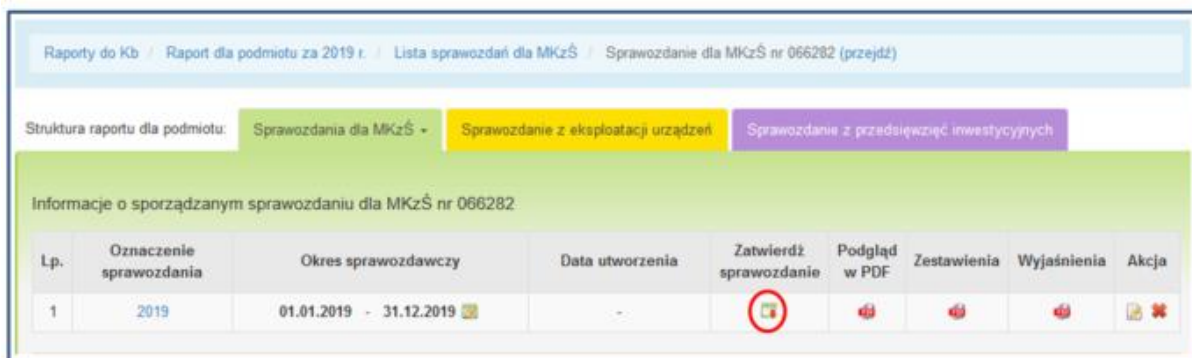 Raporty do Kb / Raport dla podmiotu za 2019 r. / Lista sprawozdań dla MKzŚ / Sprawozdanie dla MKzŚ nr 066282 (przejdź)
Struktura raportu dla podmiotu: Sprawozdania dla MKzŚ Sprawozdanie z eksploatacji urządzeń Sprawozdanie z przedsięwzięć inwestycyjnych
Informacje o sporządzanym sprawozdaniu dla MKzŚ nr 066282
Lp. Oznaczenie sprawozdania Okres sprawozdawczy Data utworzenia Zatwierdź sprawozdanie Podgląd w PDF Zestawienia Wyjaśnienia Akcja
1 2019 01.01.2019 - 31.12.2019 -